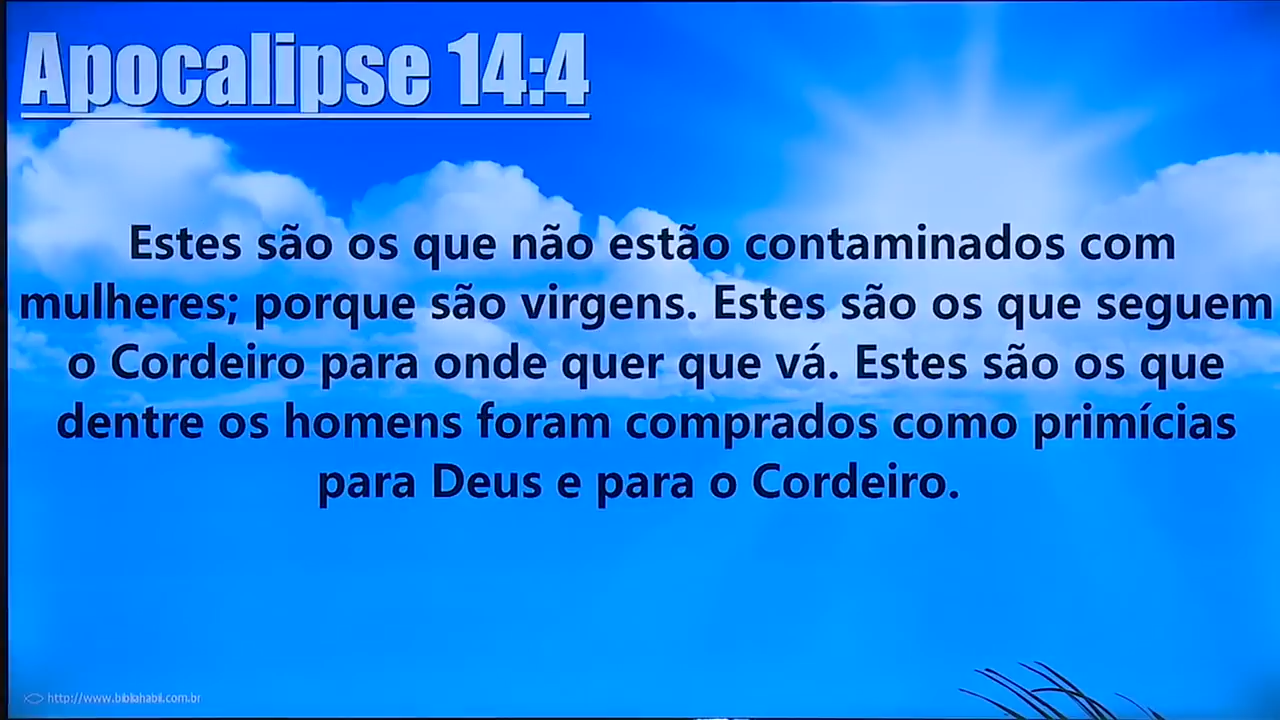 Apocalipse 14:4
Estes são os que não estão contaminados com
mulheres; porque são virgens. Estes são os que seguem
o Cordeiro para onde quer que vá. Estes são os que
dentre os homens foram comprados como primícias
para Deus e para o Cordeiro.
http://www.bibliahabil.com.br